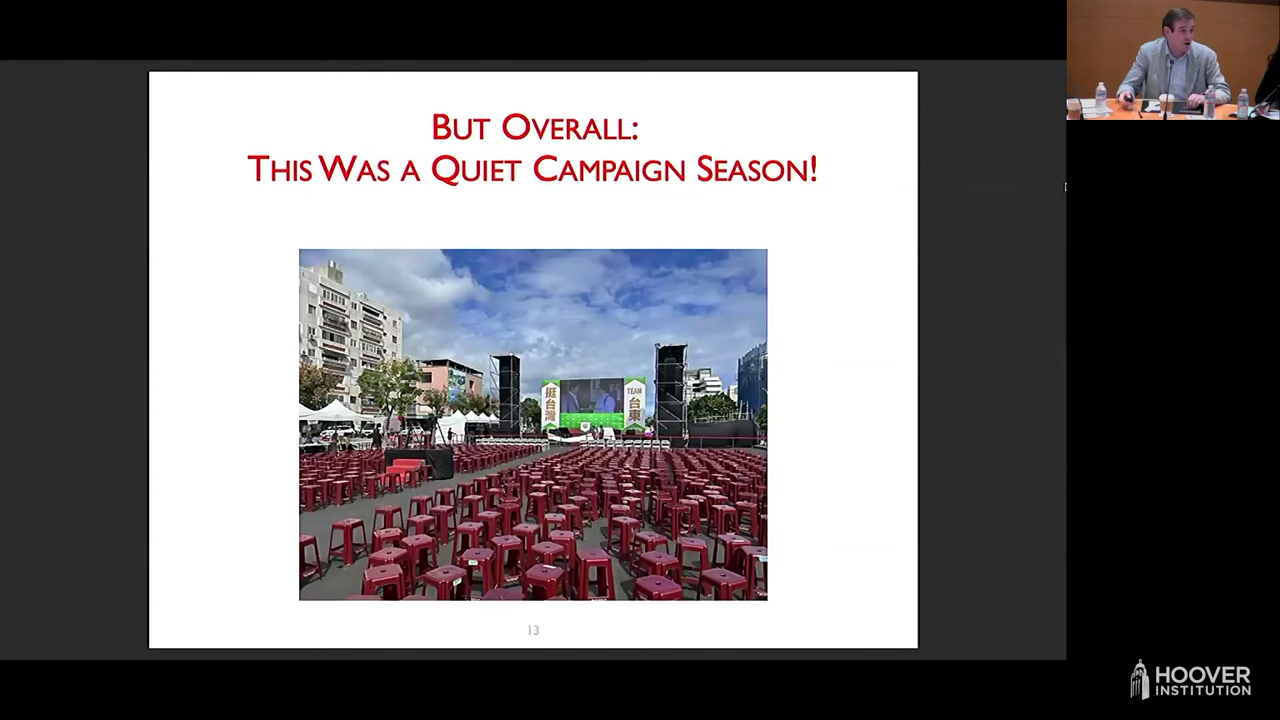 BUT OVERALL:
THIS WAS A QUIET CAMPAIGN SEASON!
挺台灣
TEAM
台東
13
HOOVER
INSTITUTION